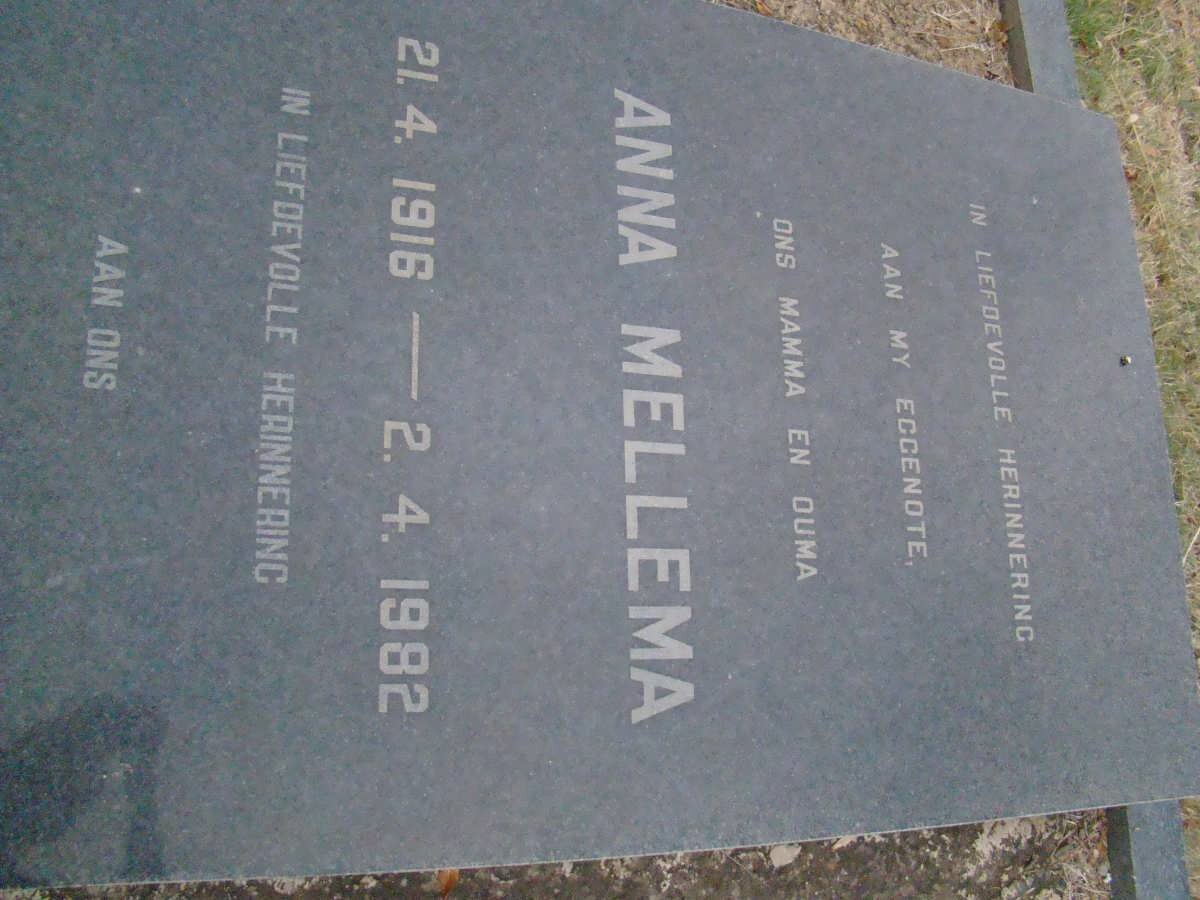 IN LIEFDEVOLLE HERINNERING
AAN MY EGGENOTE,
ONS MAMMA EN OUMA
ANNA MELLEMA
21. 4. 1916 — 2. 4. 1982
IN LIEFDEVOLLE HERINNERING
AAN ONS